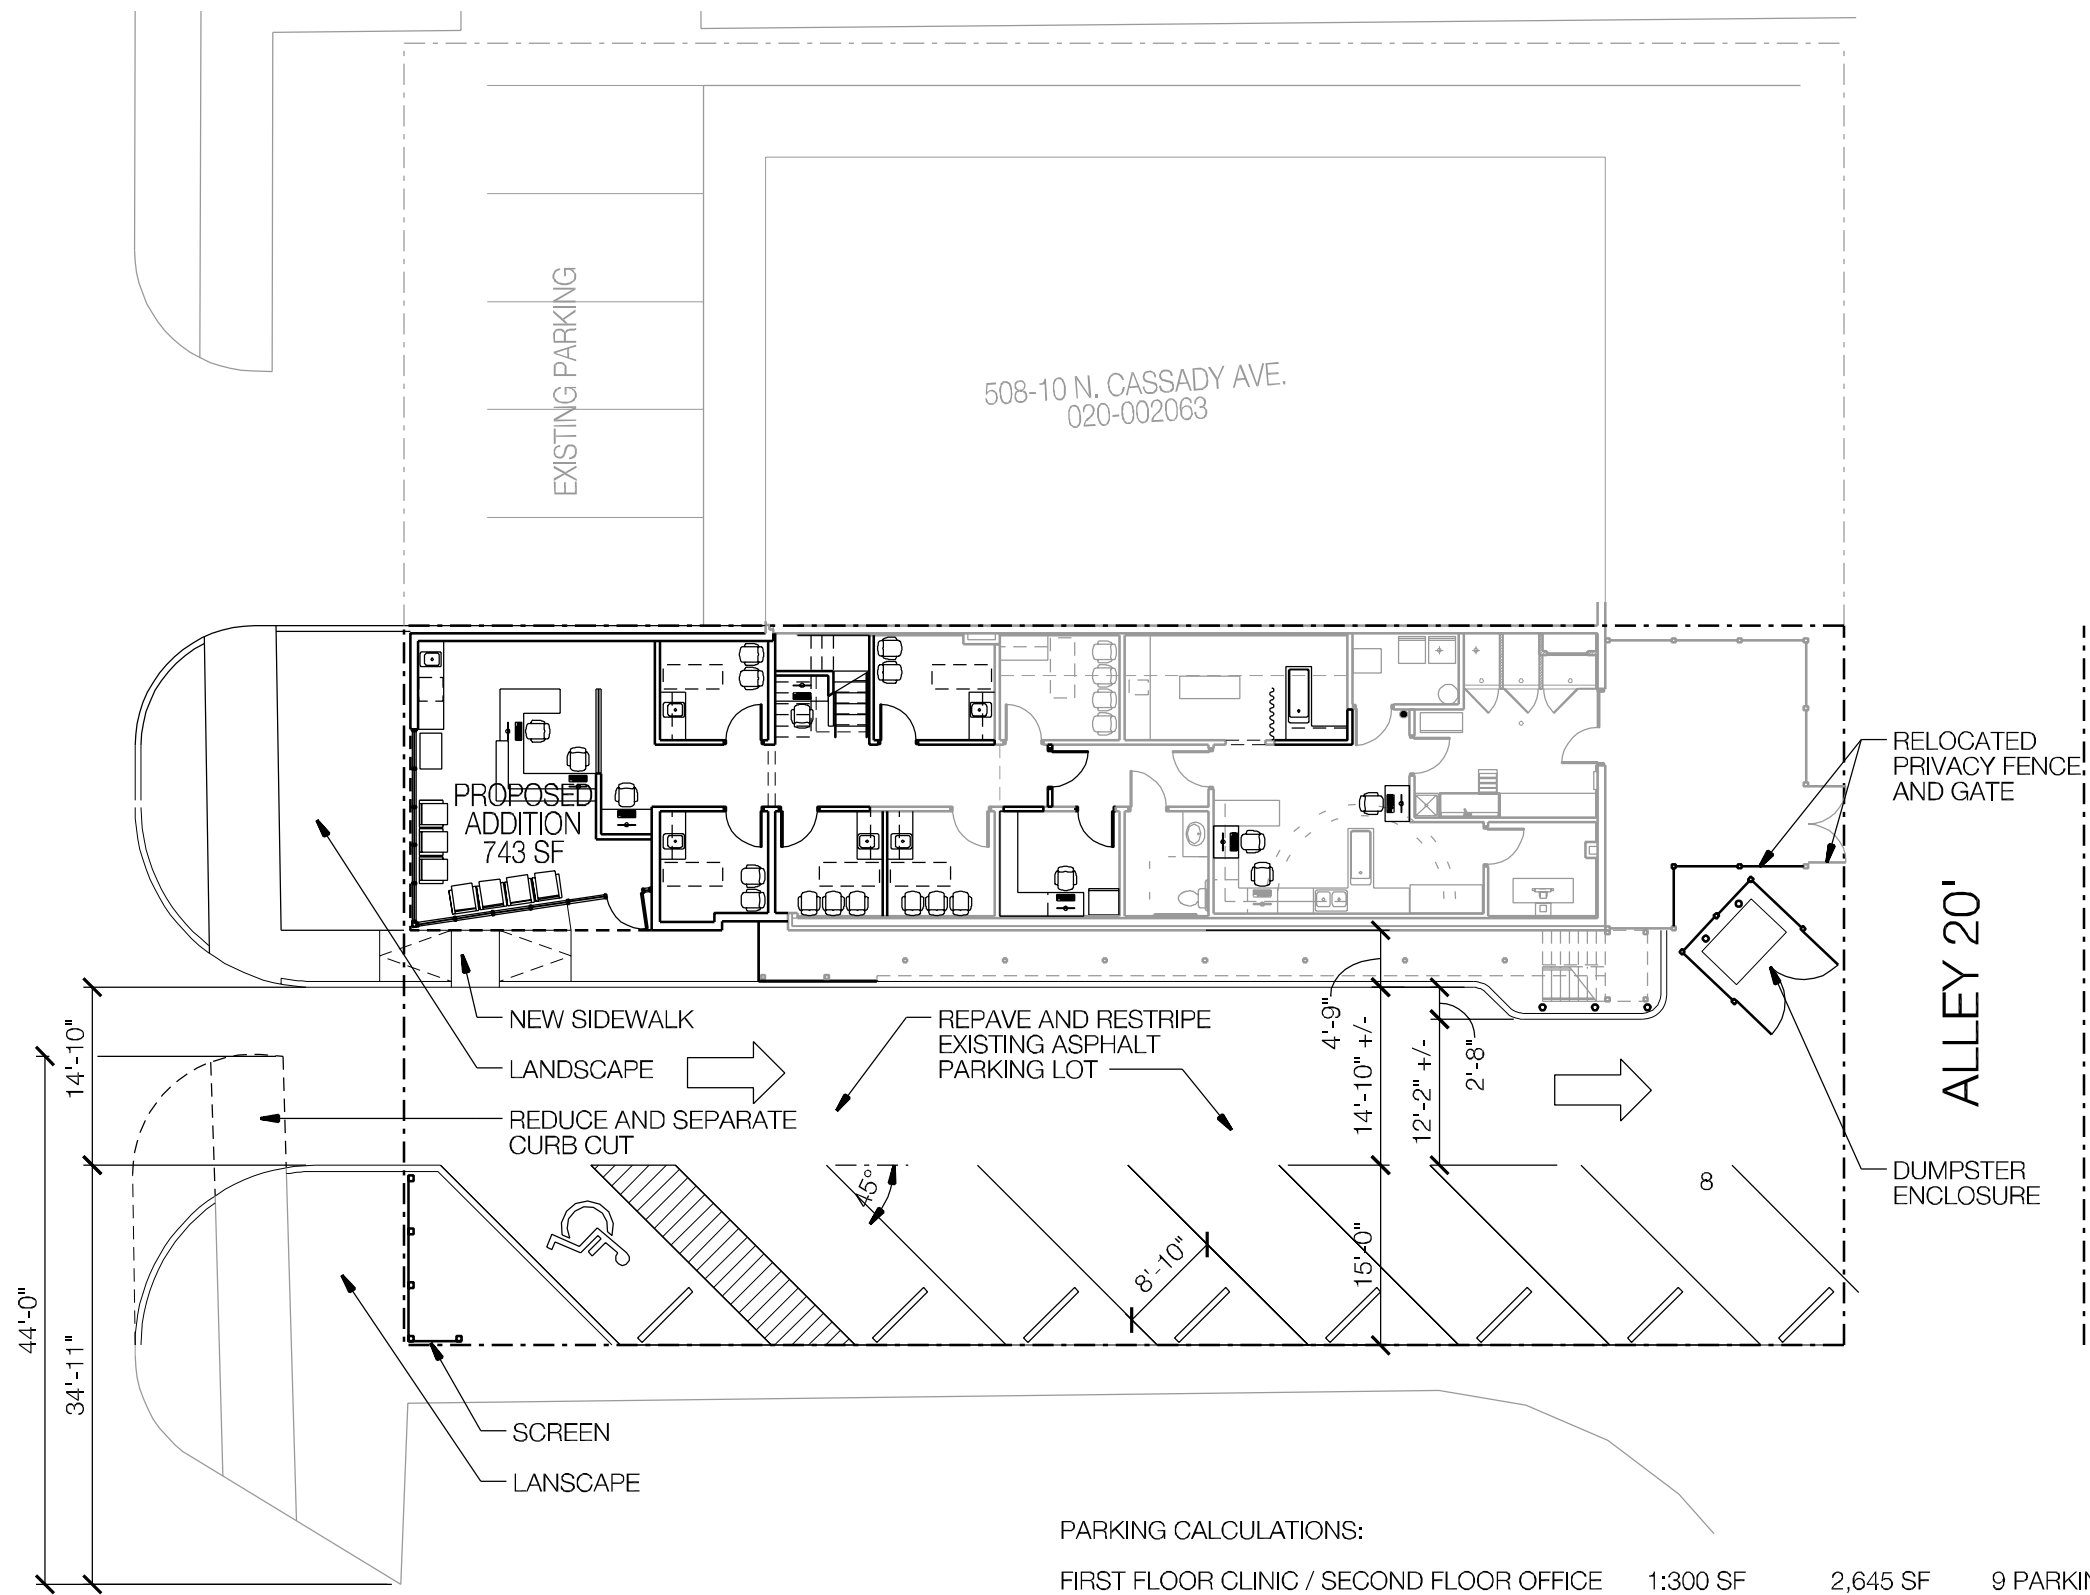 EXISTING PARKING
508-10 N. CASSADY AVE.
020-002063
PROPOSED
ADDITION
743 SF
RELOCATED
PRIVACY FENCE
AND GATE
ALLEY 20'
NEW SIDEWALK
LANDSCAPE
REDUCE AND SEPARATE
CURB CUT
REPAVE AND RESTRIPE
EXISTING ASPHALT
PARKING LOT
4'-9"
14'-10" +/-
12'-2" +/-
2'-8"
14'-10"
44'-0"
34'-11"
45°
8'-10"
15'-0"
8
DUMPSTER
ENCLOSURE
SCREEN
LANSCAPE
PARKING CALCULATIONS:
FIRST FLOOR CLINIC / SECOND FLOOR OFFICE 1:300 SF 2,645 SF 9 PARKIN